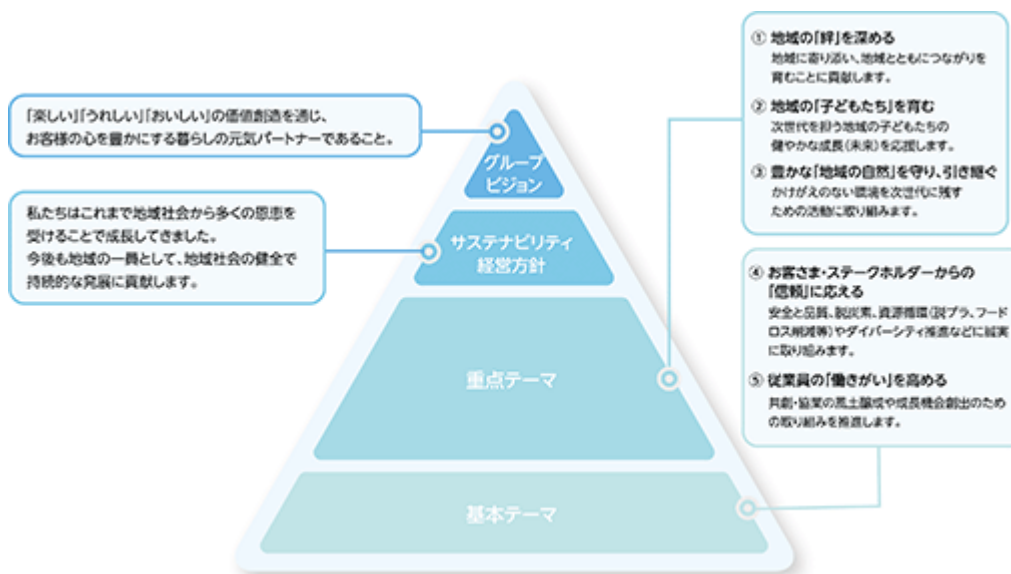 「楽しい」「うれしい」「おいしい」の価値創造を通じ、
お客様の心を豊かにする暮らしの元気パートナーであること。
私たちはこれまで地域社会から多くの恩恵を
受けることで成長してきました。
今後も地域の一員として、地域社会の健全で
持続的な発展に貢献します。
グループ
ビジョン
サステナビリティ
経営方針
重点テーマ
基本テーマ
① 地域の「絆」を深める
地域に寄り添い、地域とともにつながりを
育むことに貢献します。
② 地域の「子どもたち」を育む
次世代を担う地域の子どもたちの
健やかな成長(未来)を応援します。
③ 豊かな「地域の自然」を守り、引き継ぐ
かけがえのない環境を次世代に残す
ための活動に取り組みます。
④ お客さま・ステークホルダーからの
「信頼」に応える
安全と品質、脱炭素、資源循環(脱プラ、フード
ロス削減等)やダイバーシティ推進などに誠実
に取り組みます。
⑤ 従業員の「働きがい」を高める
共創・協業の風土醸成や成長機会創出のため
の取り組みを推進します。